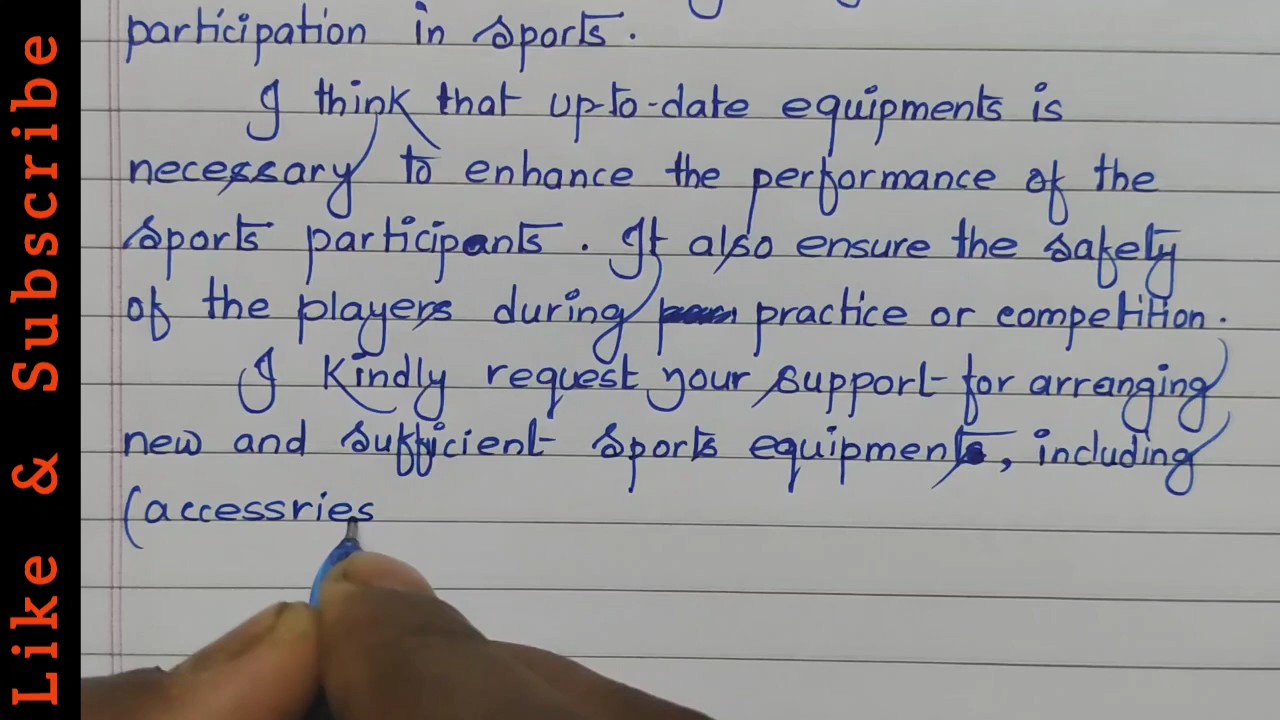 Like & Subscribe
participation in sports.
I think that up-to-date equipments is
necessary to enhance the performance of the
sports participants. It also ensure the safety
of the players during practice or competition.
I Kindly request your support for arranging
new and sufficient sports equipments, including
(accessries